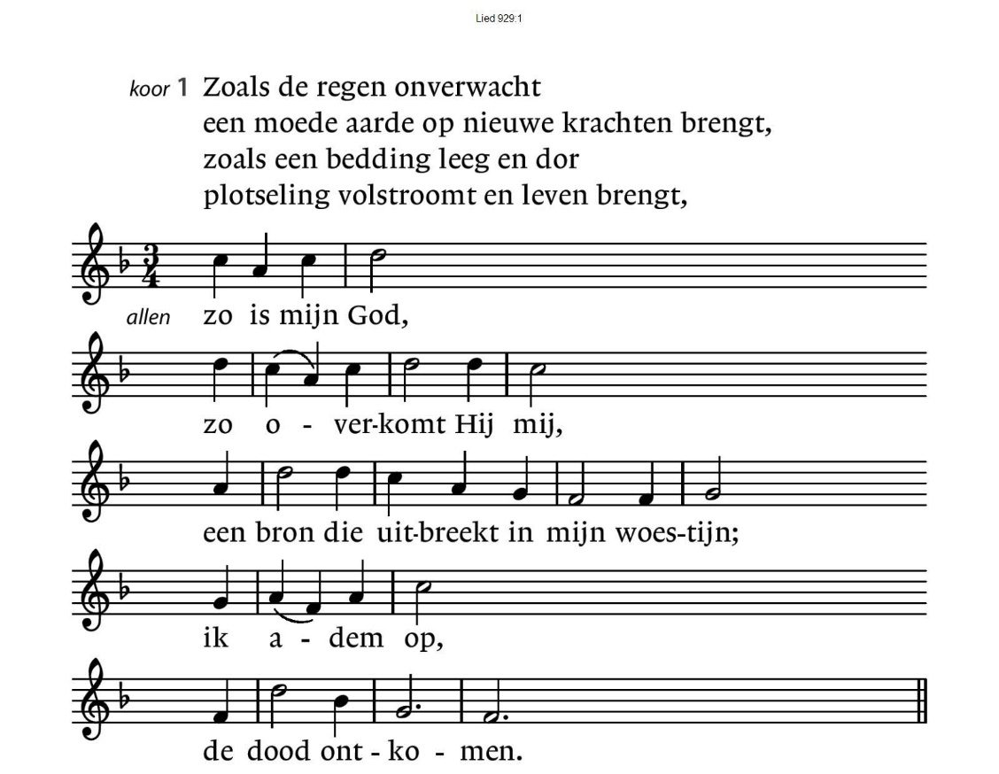 Lied 929:1
koor 1 Zoals de regen onverwacht
een moede aarde op nieuwe krachten brengt,
zoals een bedding leeg en dor
plotseling volstroomt en leven brengt,
3
4
allen zo is mijn God,
zo o - ver-komt Hij mij,
een bron die uit-breekt in mijn woes-tijn;
ik a - dem op,
de dood ont - ko - men.